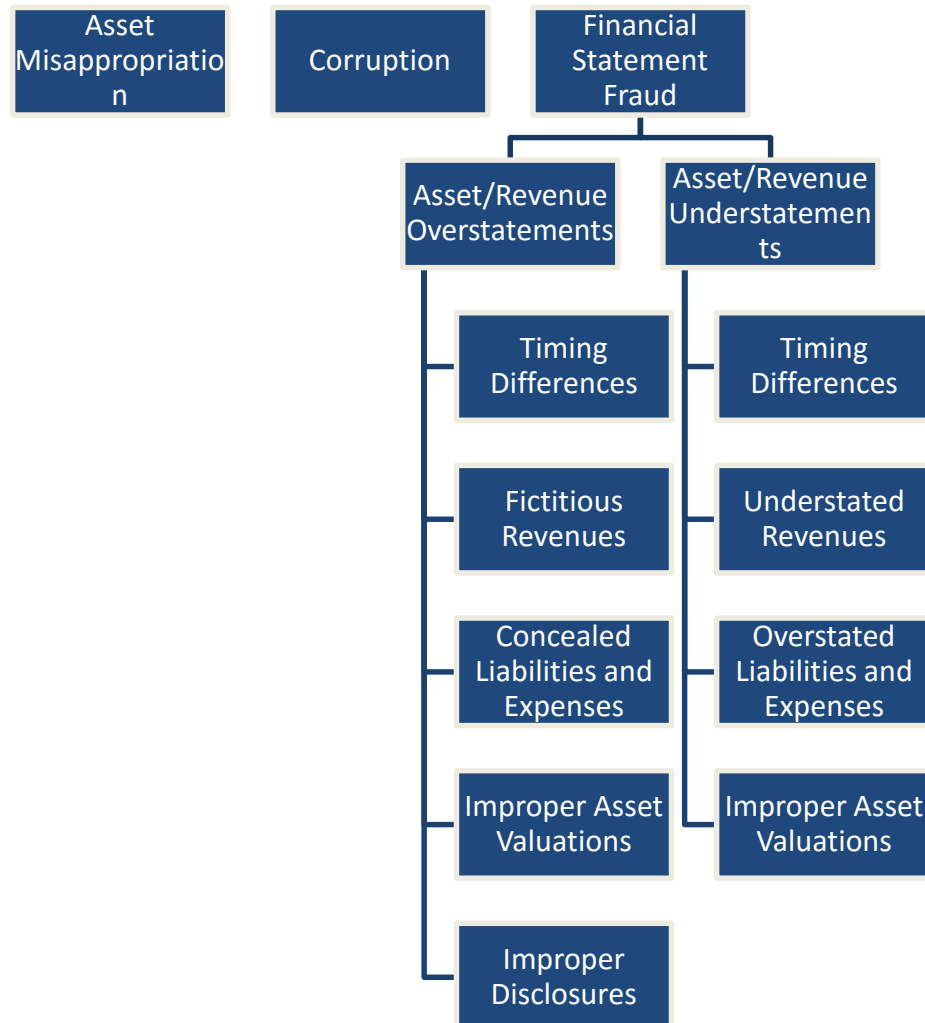 Asset
Misappropriatio
n
Corruption
Financial
Statement
Fraud
Asset/Revenue
Overstatements
Asset/Revenue
Understatemen
ts
Timing
Differences
Timing
Differences
Fictitious
Revenues
Understated
Revenues
Concealed
Liabilities and
Expenses
Overstated
Liabilities and
Expenses
Improper Asset
Valuations
Improper Asset
Valuations
Improper
Disclosures